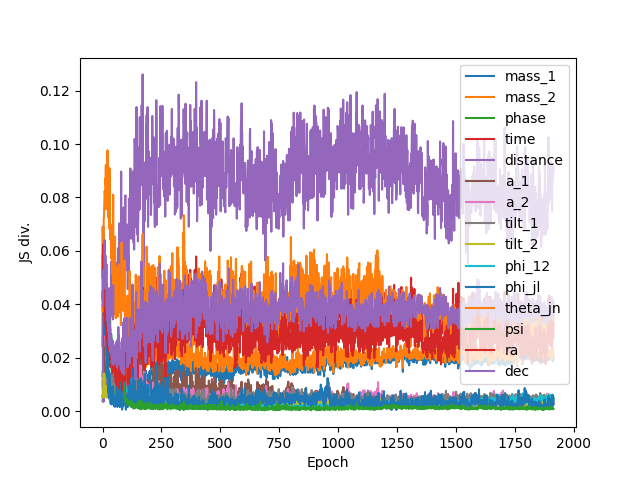 JS div.
0.12
0.10
0.08
0.06
0.04
0.02
0.00
0
250
500
750
1000
1250
1500
1750
2000
Epoch
mass_1
mass_2
phase
time
distance
a_1
a_2
tilt_1
tilt_2
phi_12
phi_jl
theta_jn
psi
ra
dec